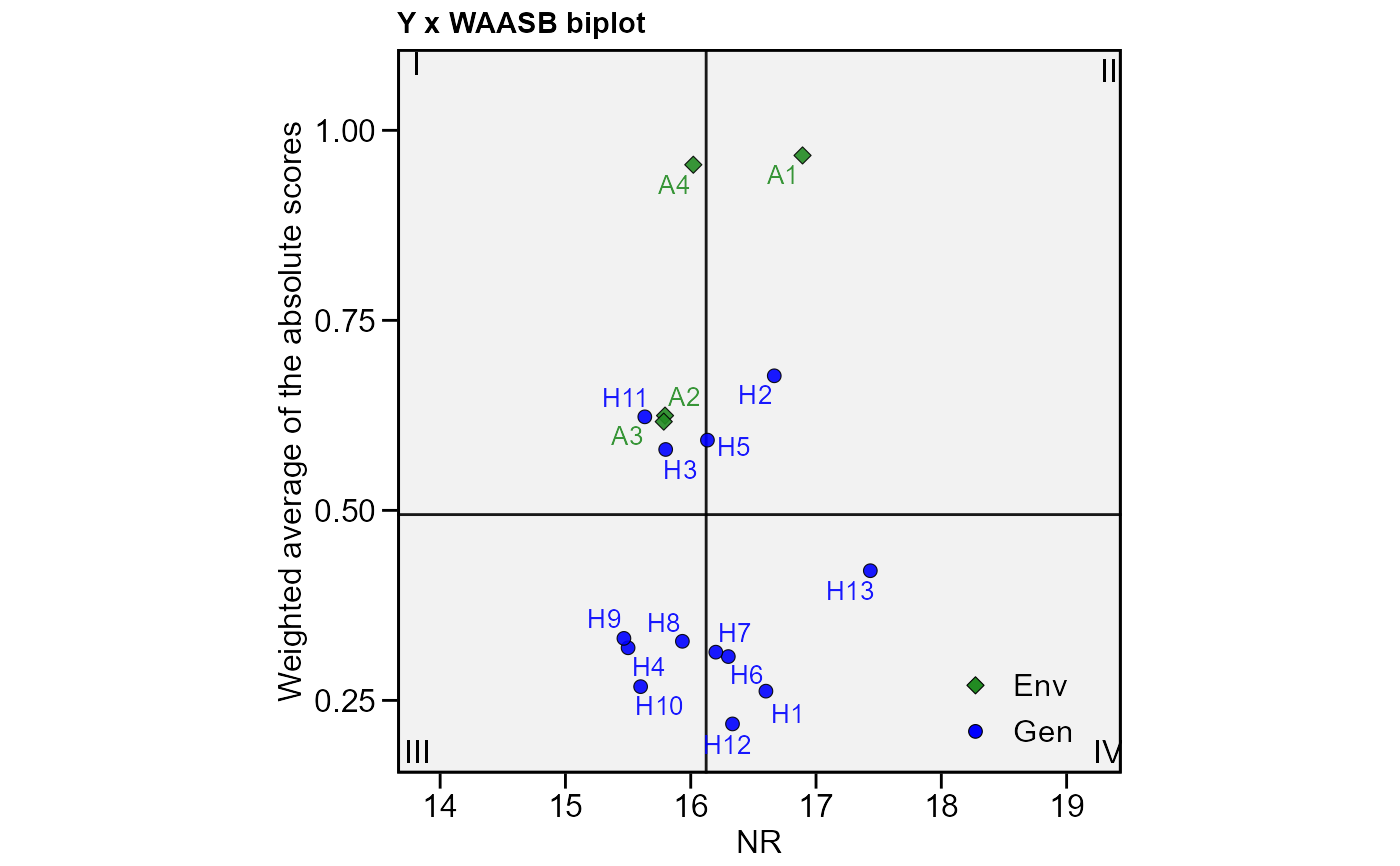 Y x WAASB biplot
I
II
1.00
A4
A1
0.75
H11
A2
H2
A3
H5
H3
0.50
H13
H9
H8
H7
H4
H6
Env
0.25
H10
H1
Gen
H12
III
IV
14
15
16
17
18
19
NR
Weighted average of the absolute scores